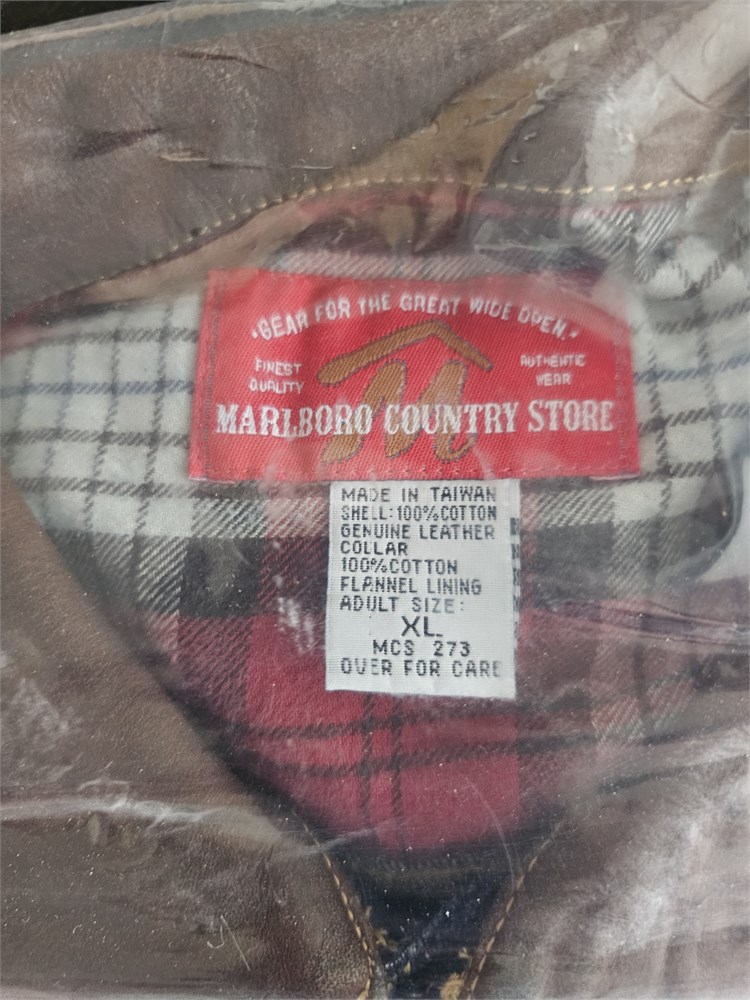 "GEAR FOR THE GREAT WIDE OPEN."
FINEST
QUALITY
AUTHENTIC
WEAR
M
MARLBORO COUNTRY STORE
MADE IN TAIWAN
SHELL:100%COTTON
GENUINE LEATHER
COLLAR
100%COTTON
FLANNEL LINING
ADULT SIZE:
XL
MCS 273
OVER FOR CARE